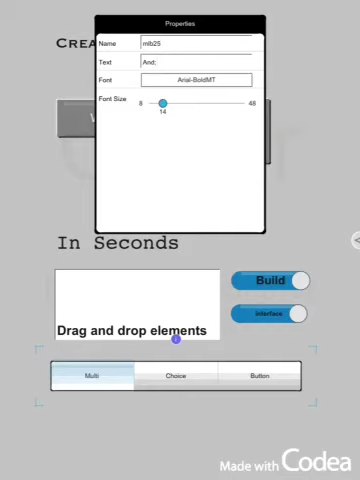 Properties
Crea
Name
mlb25
Text
And;
Font
Arial-BoldMT
Font Size
8
48
14
In Seconds
Build
Interface
Drag and drop elements
Multi
Choice
Button
Made with Codea